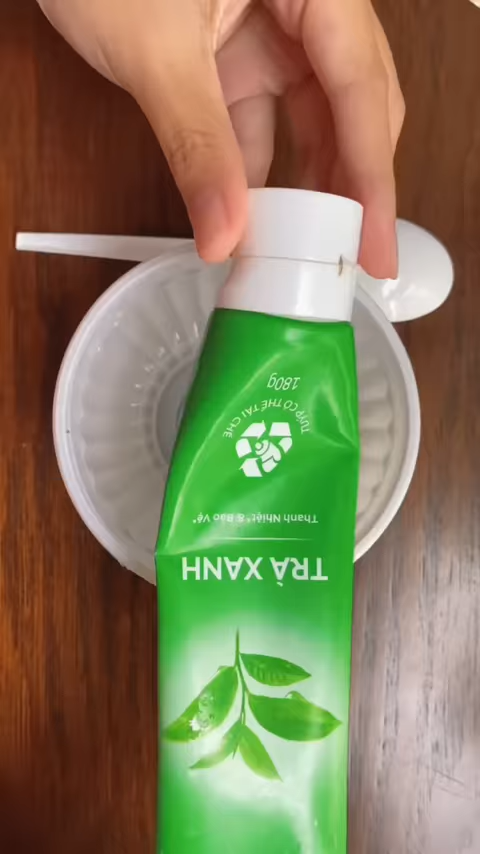 TRÀ XANH
Thanh Nhiệt* & Bảo Vệ*
TUÝP CÓ THỂ TÁI CHẾ
180g